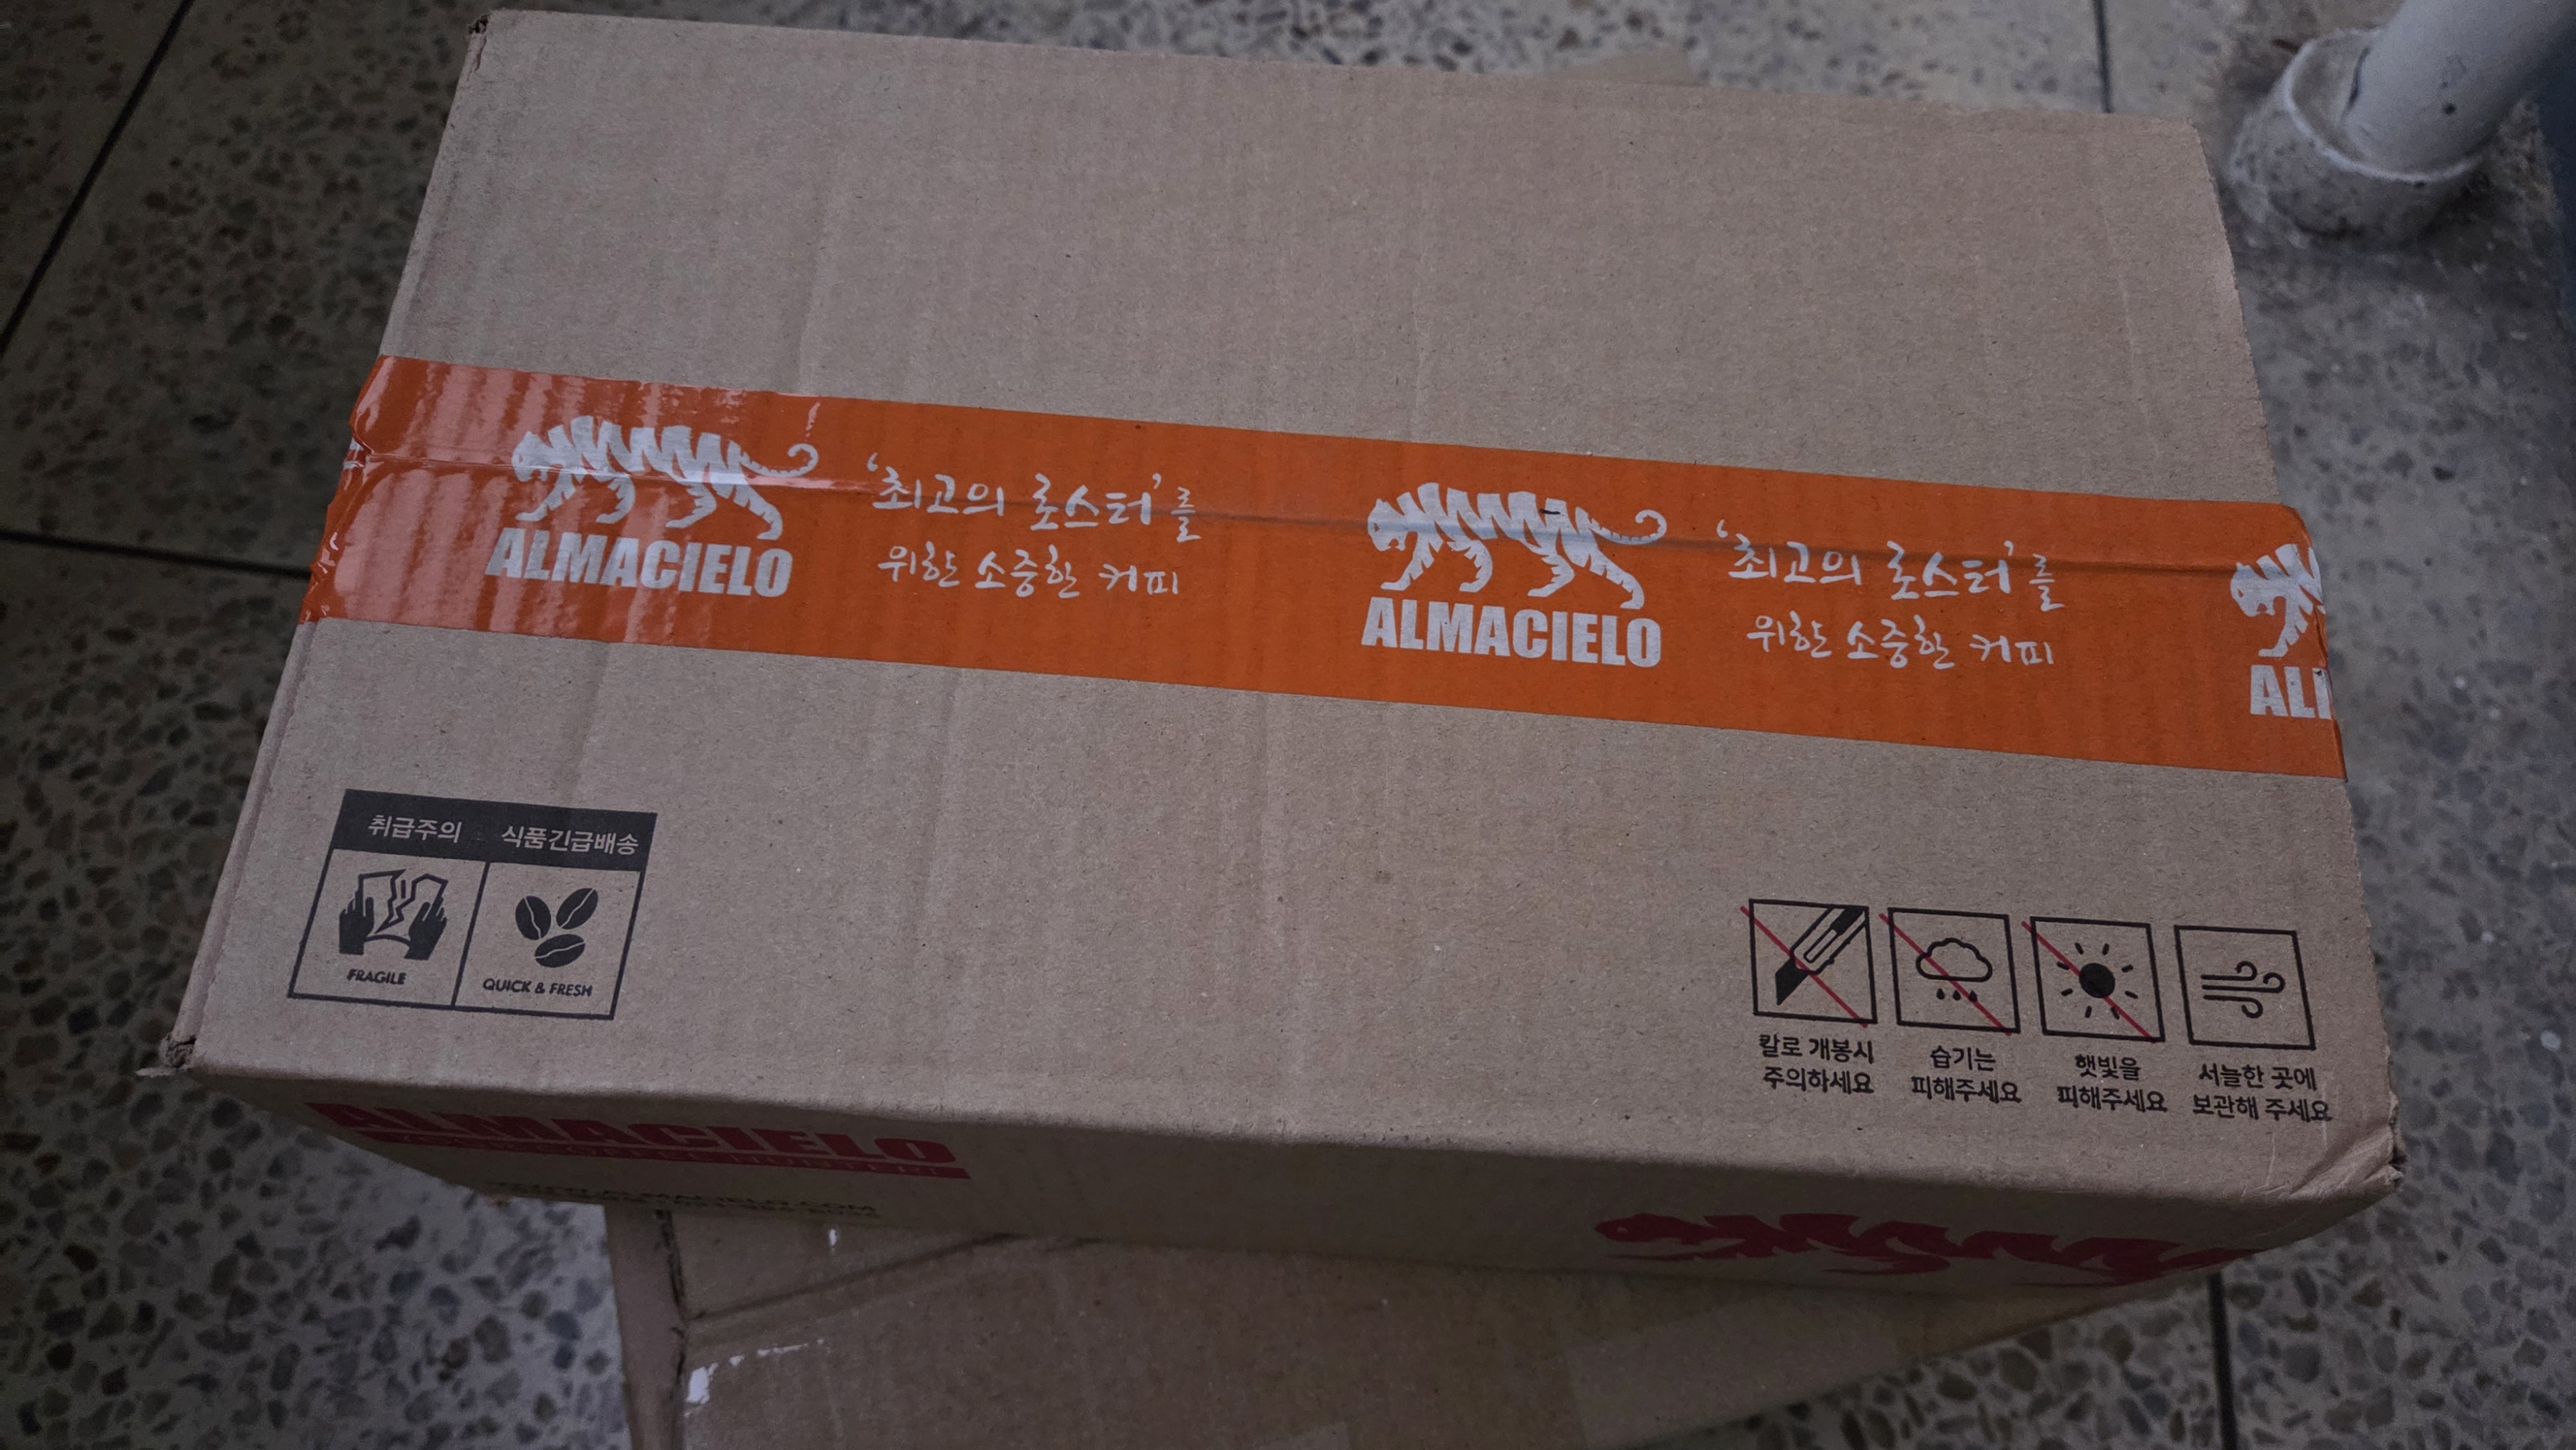 ALMACIELO
'최고의 로스터'를
위한 소중한 커피
ALMACIELO
'최고의 로스터'를
위한 소중한 커피
ALI
취급주의 식품긴급배송
FRAGILE
QUICK & FRESH
칼로 개봉시
주의하세요
습기는
피해주세요
햇빛을
피해주세요
서늘한 곳에
보관해 주세요
ALMACIELO